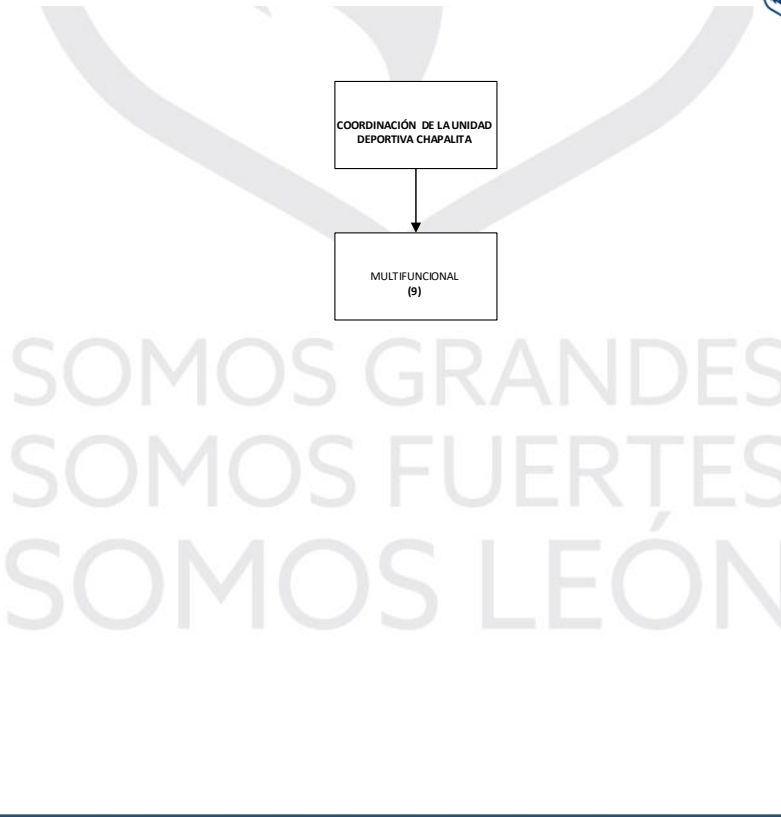 COORDINACIÓN DE LA UNIDAD
DEPORTIVA CHAPALITA
MULTIFUNCIONAL
(9)
SOMOS GRANDES
SOMOS FUERTES
SOMOS LEÓN